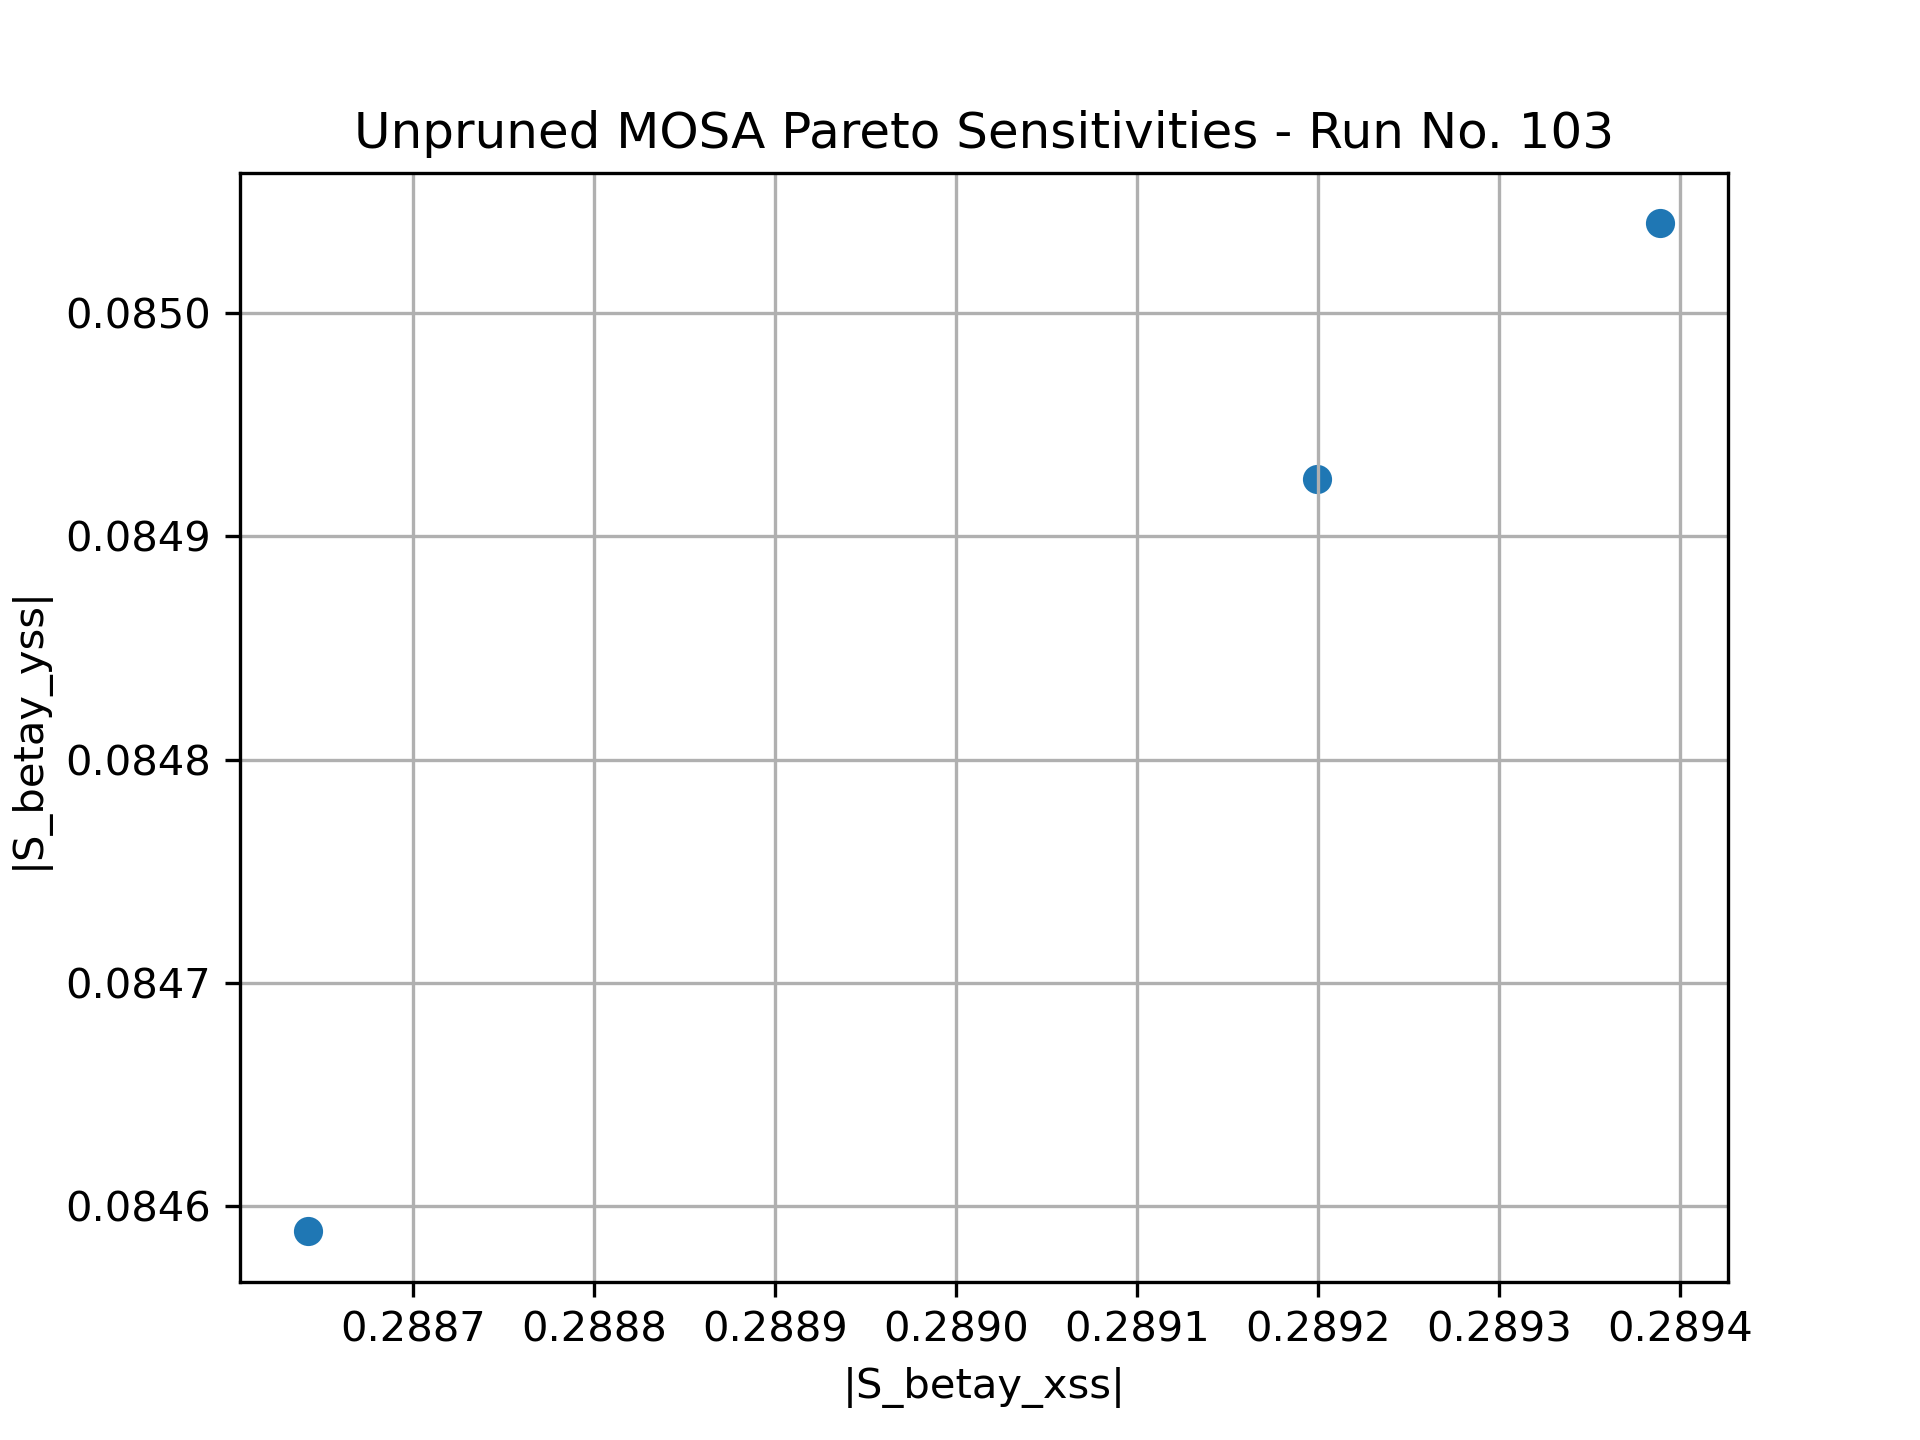 Unpruned MOSA Pareto Sensitivities - Run No. 103
|S_betay_yss|
0.0850
0.0849
0.0848
0.0847
0.0846
0.2887 0.2888 0.2889 0.2890 0.2891 0.2892 0.2893 0.2894
|S_betay_xss|